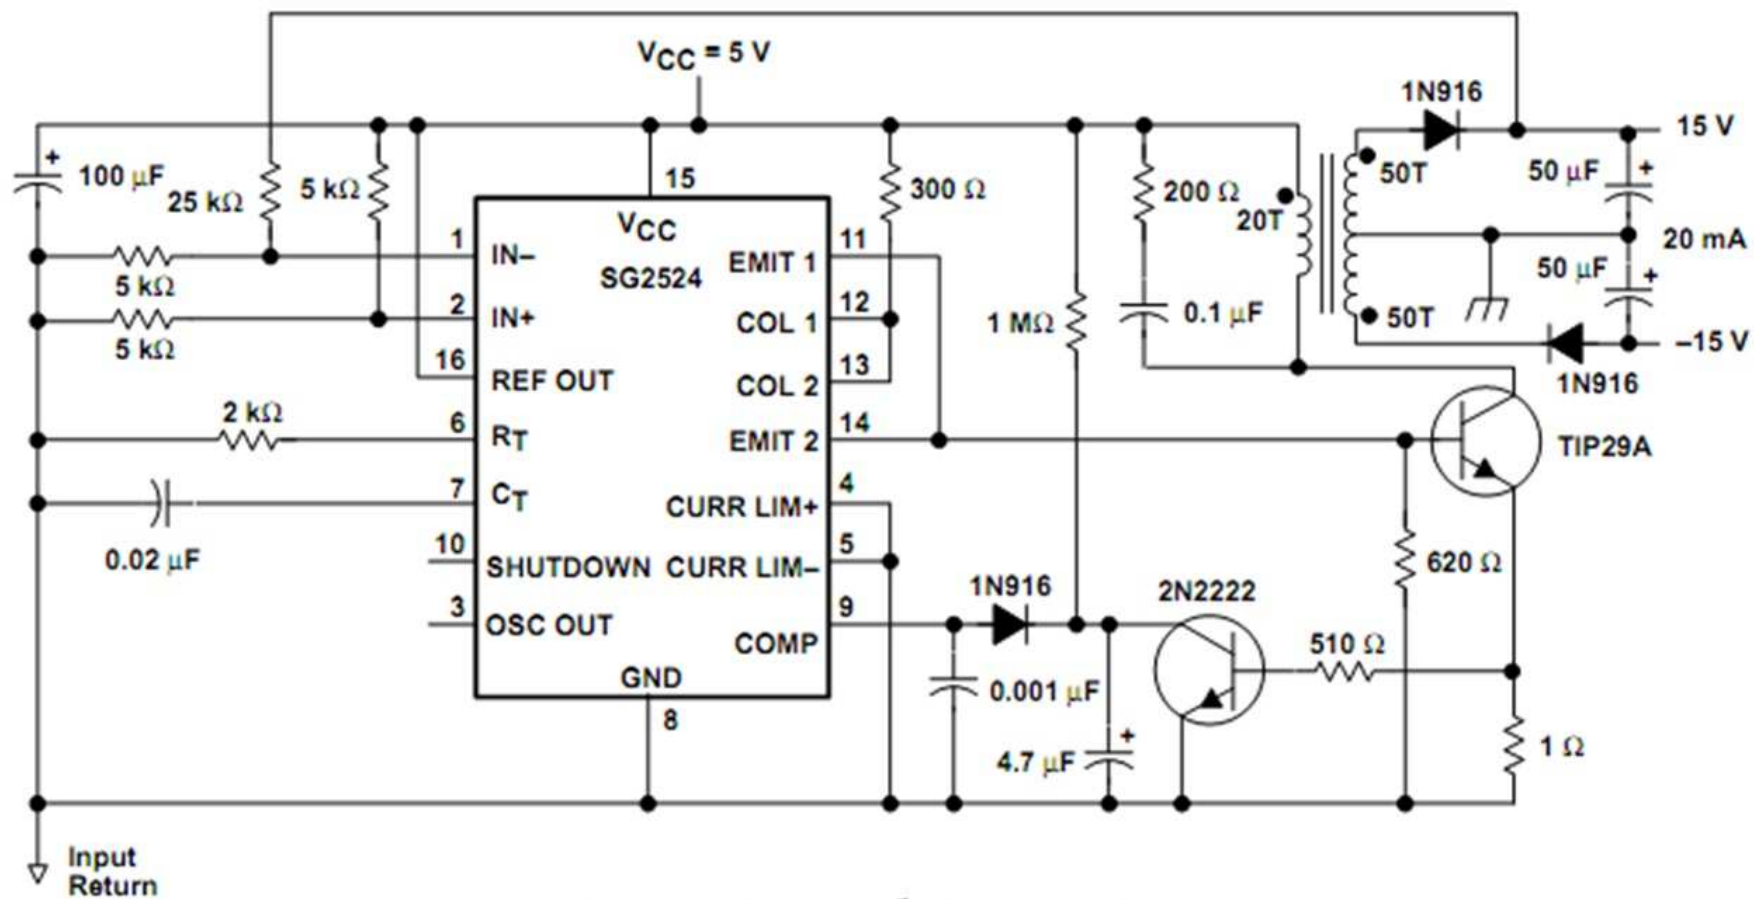 VCC = 5 V
1N916
15 V
+
100 µF
25 kΩ
5 kΩ
15
300 Ω
200 Ω
20T
50T
50 µF
+
VCC
SG2524
1
IN–
EMIT 1
11
5 kΩ
2
IN+
COL 1
12
1 MΩ
0.1 µF
20 mA
50 µF
+
50T
–15 V
5 kΩ
16
REF OUT
COL 2
13
1N916
2 kΩ
6
RT
EMIT 2
14
TIP29A
7
CT
CURR LIM+
4
0.02 µF
10
SHUTDOWN
CURR LIM–
5
620 Ω
3
OSC OUT
COMP
9
1N916
2N2222
510 Ω
GND
8
0.001 µF
4.7 µF
+
1 Ω
Input
Return